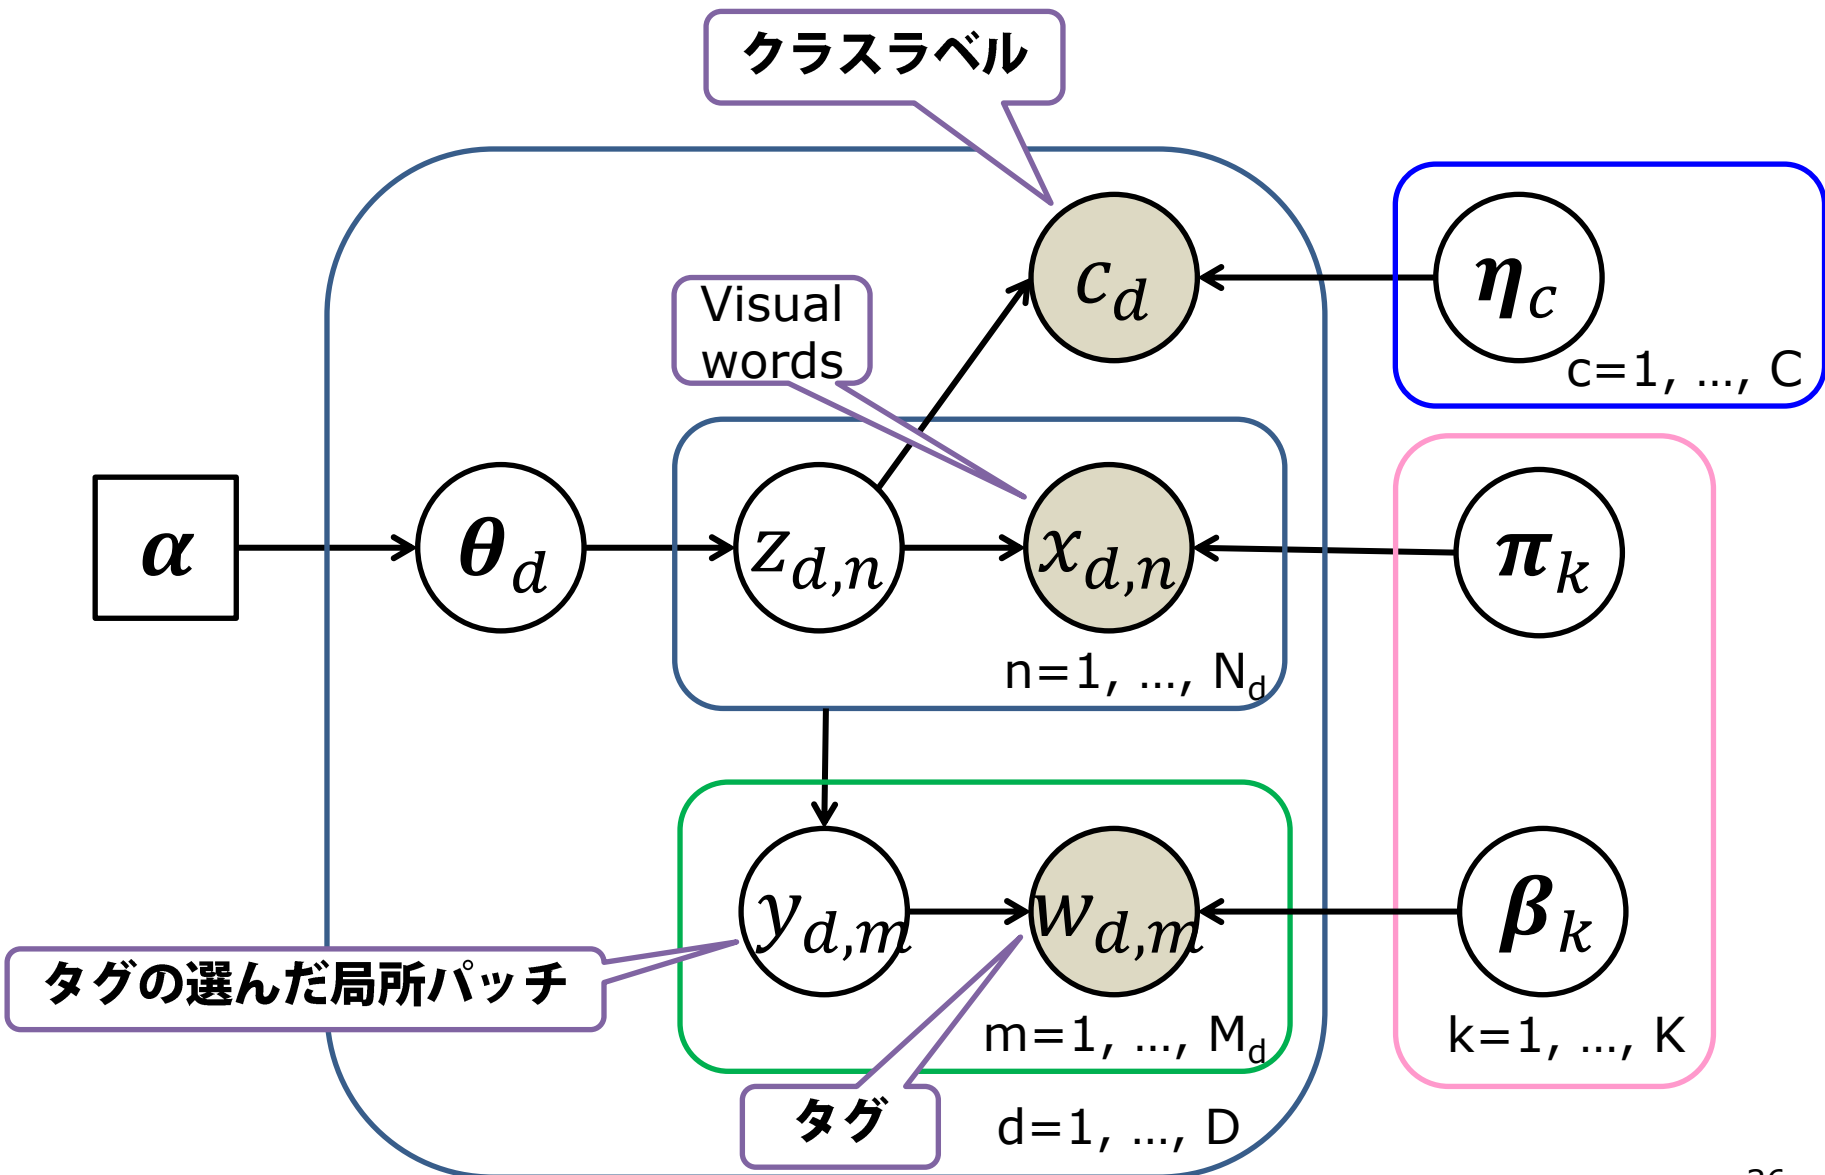 クラスラベル
c_d
η_c
c=1, …, C
Visual
words
α
θ_d
z_{d,n}
x_{d,n}
π_k
n=1, …, N_d
y_{d,m}
w_{d,m}
β_k
タグの選んだ局所パッチ
m=1, …, M_d
k=1, …, K
タグ
d=1, …, D